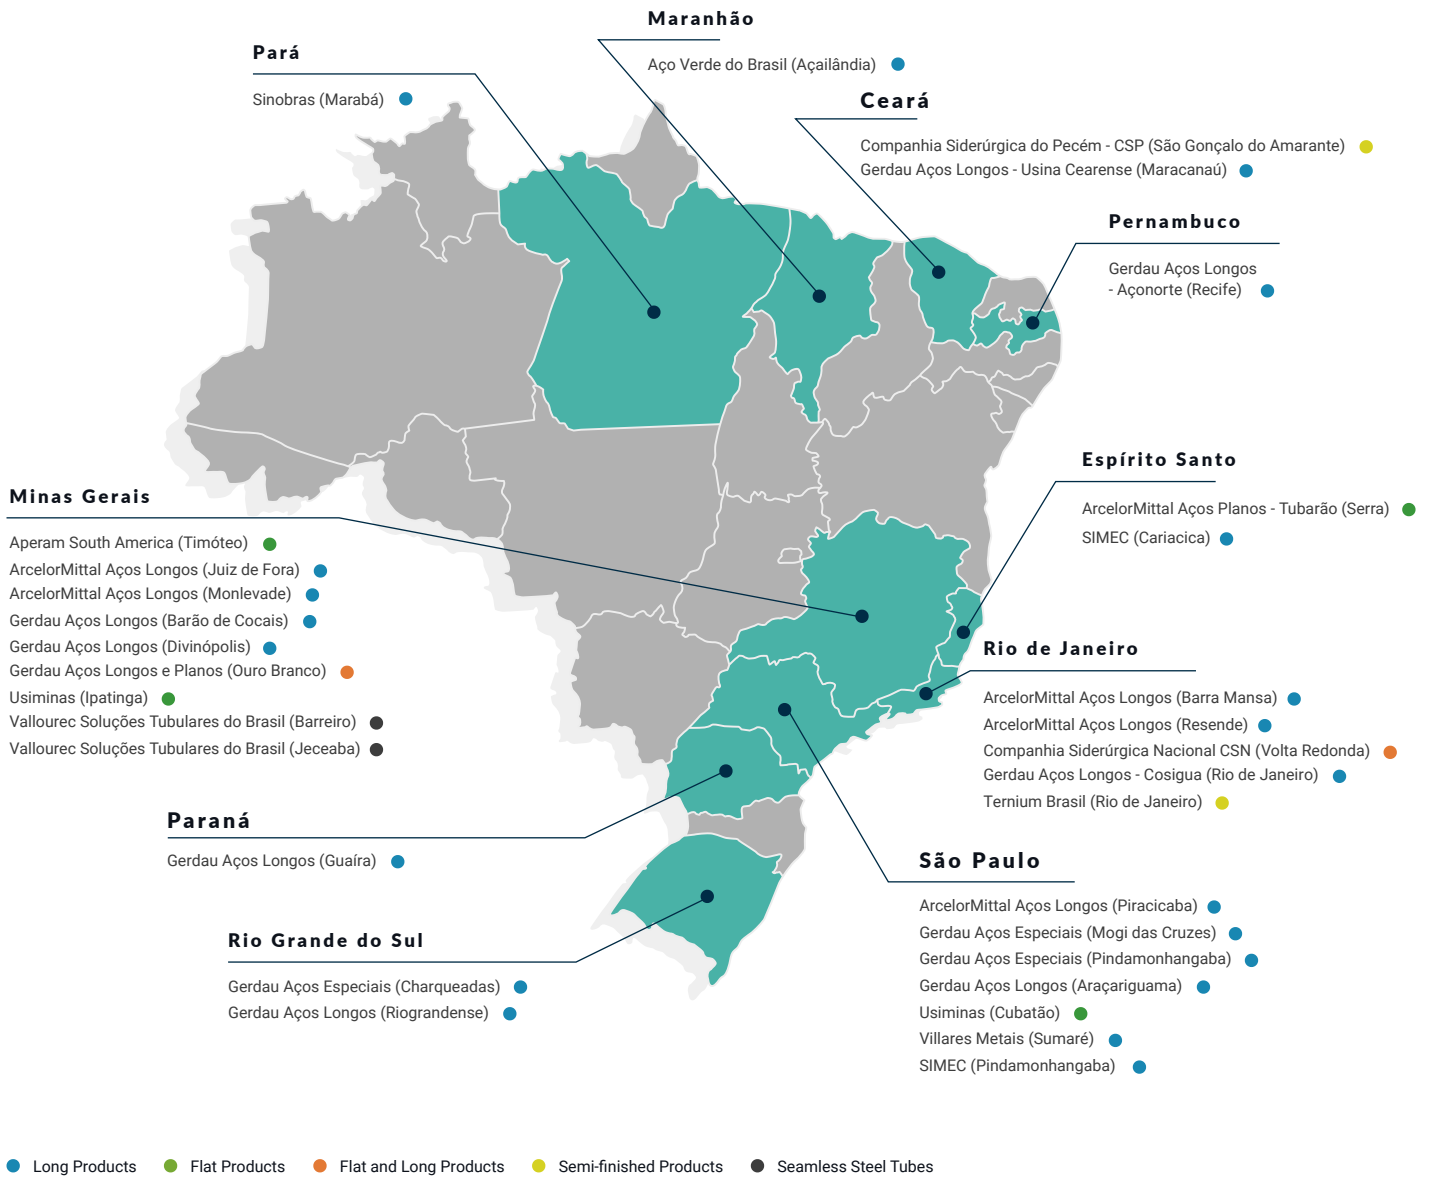 Maranhão
Aço Verde do Brasil (Açailândia)
Pará
Sinobras (Marabá)
Ceará
Companhia Siderúrgica do Pecém - CSP (São Gonçalo do Amarante)
Gerdau Aços Longos - Usina Cearense (Maracanaú)
Pernambuco
Gerdau Aços Longos
- Açonorte (Recife)
Espírito Santo
ArcelorMittal Aços Planos - Tubarão (Serra)
SIMEC (Cariacica)
Minas Gerais
Aperam South America (Timóteo)
ArcelorMittal Aços Longos (Juiz de Fora)
ArcelorMittal Aços Longos (Monlevade)
Gerdau Aços Longos (Barão de Cocais)
Gerdau Aços Longos (Divinópolis)
Gerdau Aços Longos e Planos (Ouro Branco)
Usiminas (Ipatinga)
Vallourec Soluções Tubulares do Brasil (Barreiro)
Vallourec Soluções Tubulares do Brasil (Jeceaba)
Rio de Janeiro
ArcelorMittal Aços Longos (Barra Mansa)
ArcelorMittal Aços Longos (Resende)
Companhia Siderúrgica Nacional CSN (Volta Redonda)
Gerdau Aços Longos - Cosigua (Rio de Janeiro)
Ternium Brasil (Rio de Janeiro)
Paraná
Gerdau Aços Longos (Guaíra)
São Paulo
ArcelorMittal Aços Longos (Piracicaba)
Gerdau Aços Especiais (Mogi das Cruzes)
Gerdau Aços Especiais (Pindamonhangaba)
Gerdau Aços Longos (Araçariguama)
Usiminas (Cubatão)
Villares Metais (Sumaré)
SIMEC (Pindamonhangaba)
Rio Grande do Sul
Gerdau Aços Especiais (Charqueadas)
Gerdau Aços Longos (Riograndense)
Long Products
Flat Products
Flat and Long Products
Semi-finished Products
Seamless Steel Tubes